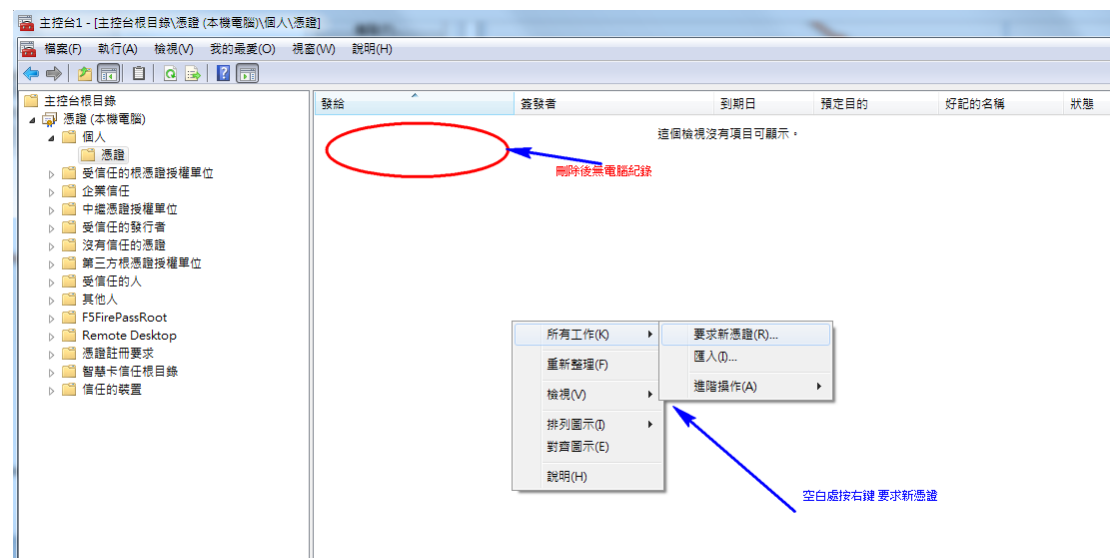 主控台1 - [主控台根目錄\憑證 (本機電腦)\個人\憑證]
檔案(F) 執行(A) 檢視(V) 我的最愛(O) 視窗(W) 說明(H)
主控台根目錄
憑證 (本機電腦)
個人
憑證
受信任的根憑證授權單位
企業信任
中繼憑證授權單位
受信任的發行者
沒有信任的憑證
第三方根憑證授權單位
受信任的人
其他人
F5FirePassRoot
Remote Desktop
憑證註冊要求
智慧卡信任根目錄
信任的裝置
發給 簽發者 到期日 預定目的 好記的名稱 狀態
這個檢視沒有項目可顯示。
刪除後無電腦紀錄
所有工作(K)
重新整理(F)
檢視(V)
排列圖示(I)
對齊圖示(E)
說明(H)
要求新憑證(R)...
匯入(I)...
進階操作(A)
空白處按右鍵 要求新憑證